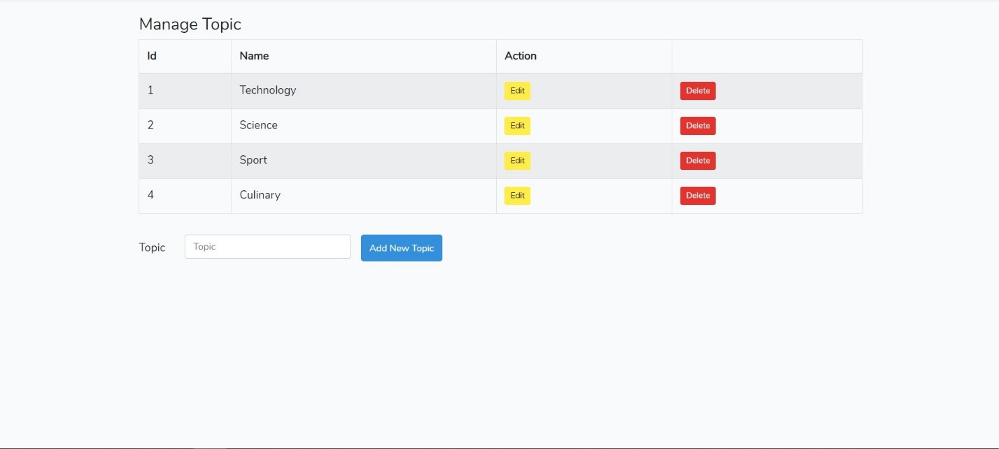 Manage Topic
Id Name Action
1 Technology Edit Delete
2 Science Edit Delete
3 Sport Edit Delete
4 Culinary Edit Delete
Topic Topic Add New Topic